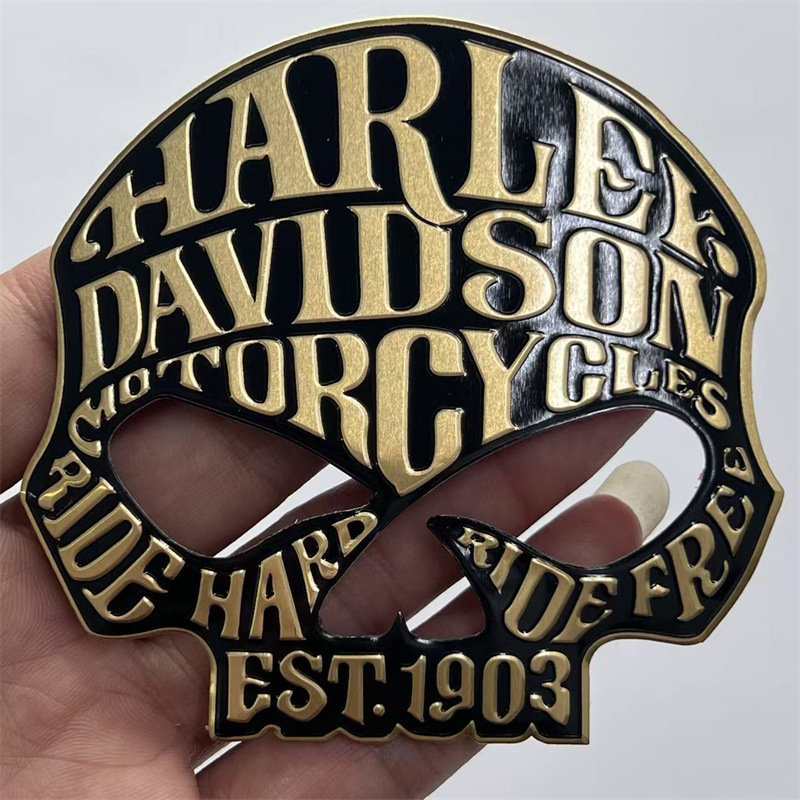 HARLEY
DAVIDSON
MOTORCYCLES
RIDE HARD RIDE FREE
EST. 1903